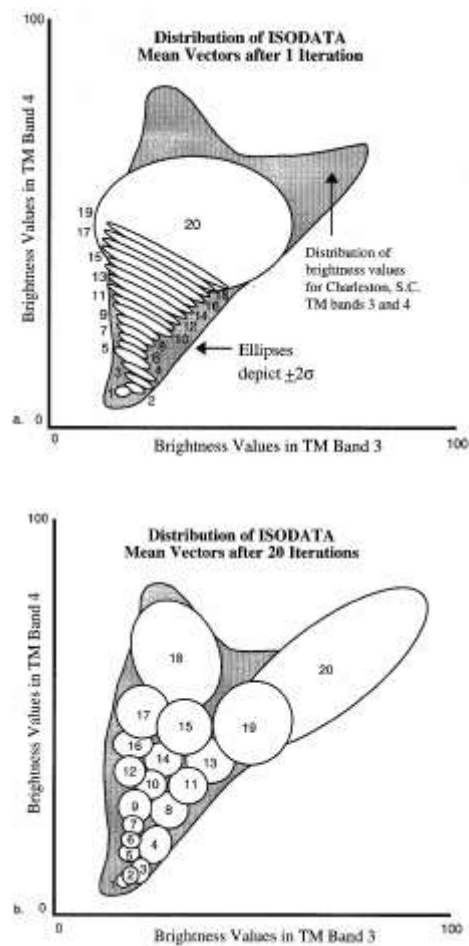 100
Distribution of ISODATA
Mean Vectors after 1 Iteration
Brightness Values in TM Band 4
19
20
17
15
13
11
9
7
5
3
1
18
16
14
12
10
8
6
4
2
Distribution of
brightness values
for Charleston, S.C.
TM bands 3 and 4
Ellipses
depict ±2σ
a.
0
0
Brightness Values in TM Band 3
100
100
Distribution of ISODATA
Mean Vectors after 20 Iterations
Brightness Values in TM Band 4
18
20
17
15
19
16
14
13
12
10
11
9
8
7
6
4
5
3
2
b.
0
0
Brightness Values in TM Band 3
100